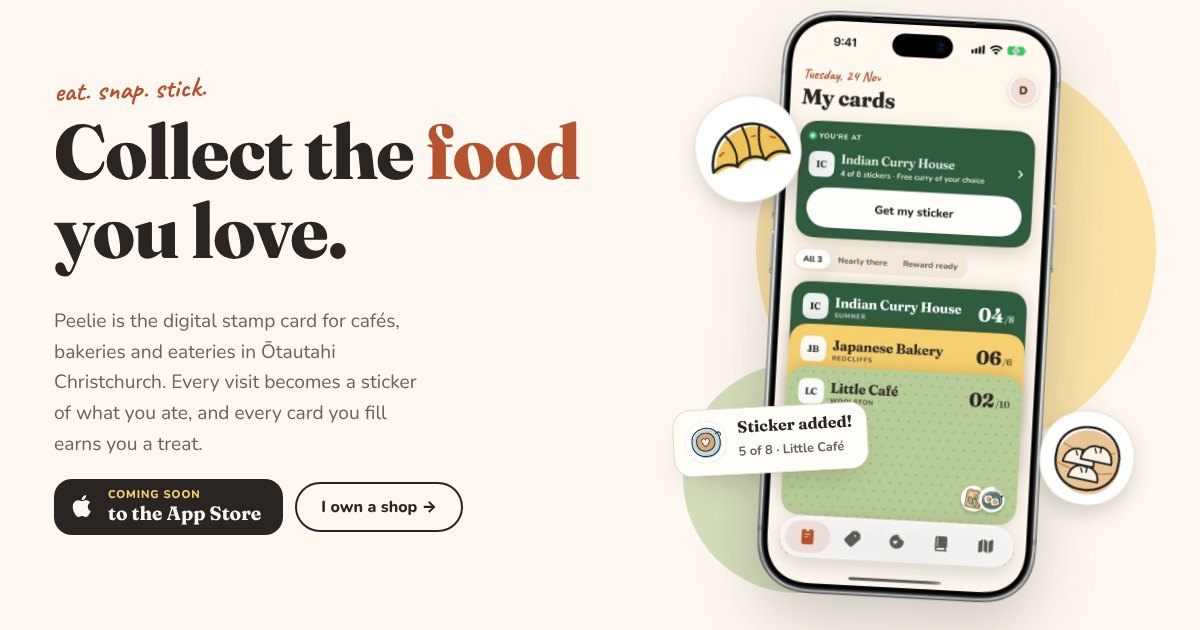 eat. snap. stick.
Collect the food
you love.
Peelie is the digital stamp card for cafés,
bakeries and eateries in Ōtautahi
Christchurch. Every visit becomes a sticker
of what you ate, and every card you fill
earns you a treat.
COMING SOON
to the App Store
I own a shop →
9:41
Tuesday, 24 Nov
My cards
D
YOU'RE AT
IC
Indian Curry House
4 of 8 stickers · Free curry of your choice
Get my sticker
All 3 Nearly there Reward ready
IC Indian Curry House 04/8
SUMNER
JB Japanese Bakery 06/6
REDCLIFFS
LC Little Café 02/10
WOOLSTON
Sticker added!
5 of 8 · Little Café